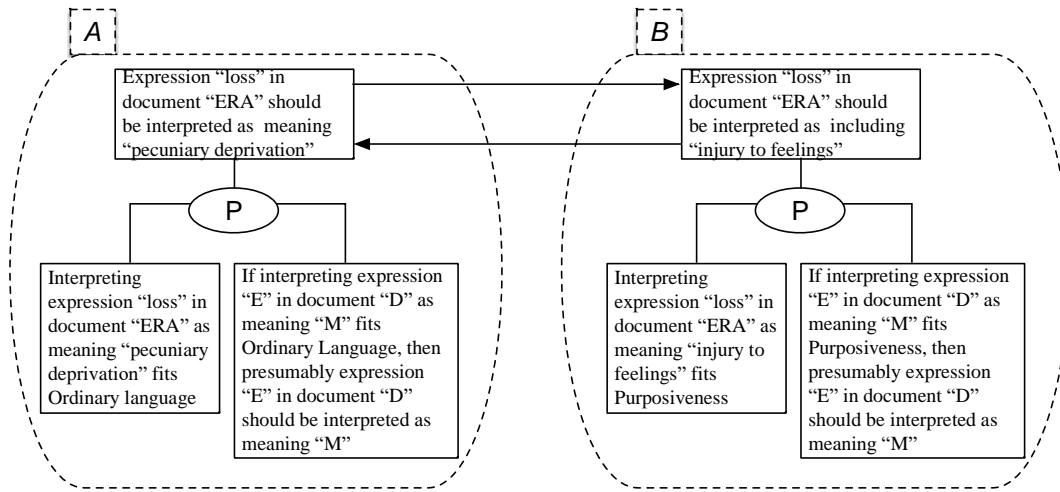 A
Expression “loss” in
document “ERA” should
be interpreted as meaning
“pecuniary deprivation”
P
Interpreting
expression “loss” in
document “ERA” as
meaning “pecuniary
deprivation” fits
Ordinary language
If interpreting expression
“E” in document “D” as
meaning “M” fits
Ordinary Language, then
presumably expression
“E” in document “D”
should be interpreted as
meaning “M”
B
Expression “loss” in
document “ERA” should
be interpreted as including
“injury to feelings”
P
Interpreting
expression “loss” in
document “ERA” as
meaning “injury to
feelings” fits
Purposiveness
If interpreting expression
“E” in document “D” as
meaning “M” fits
Purposiveness, then
presumably expression
“E” in document “D”
should be interpreted as
meaning “M”